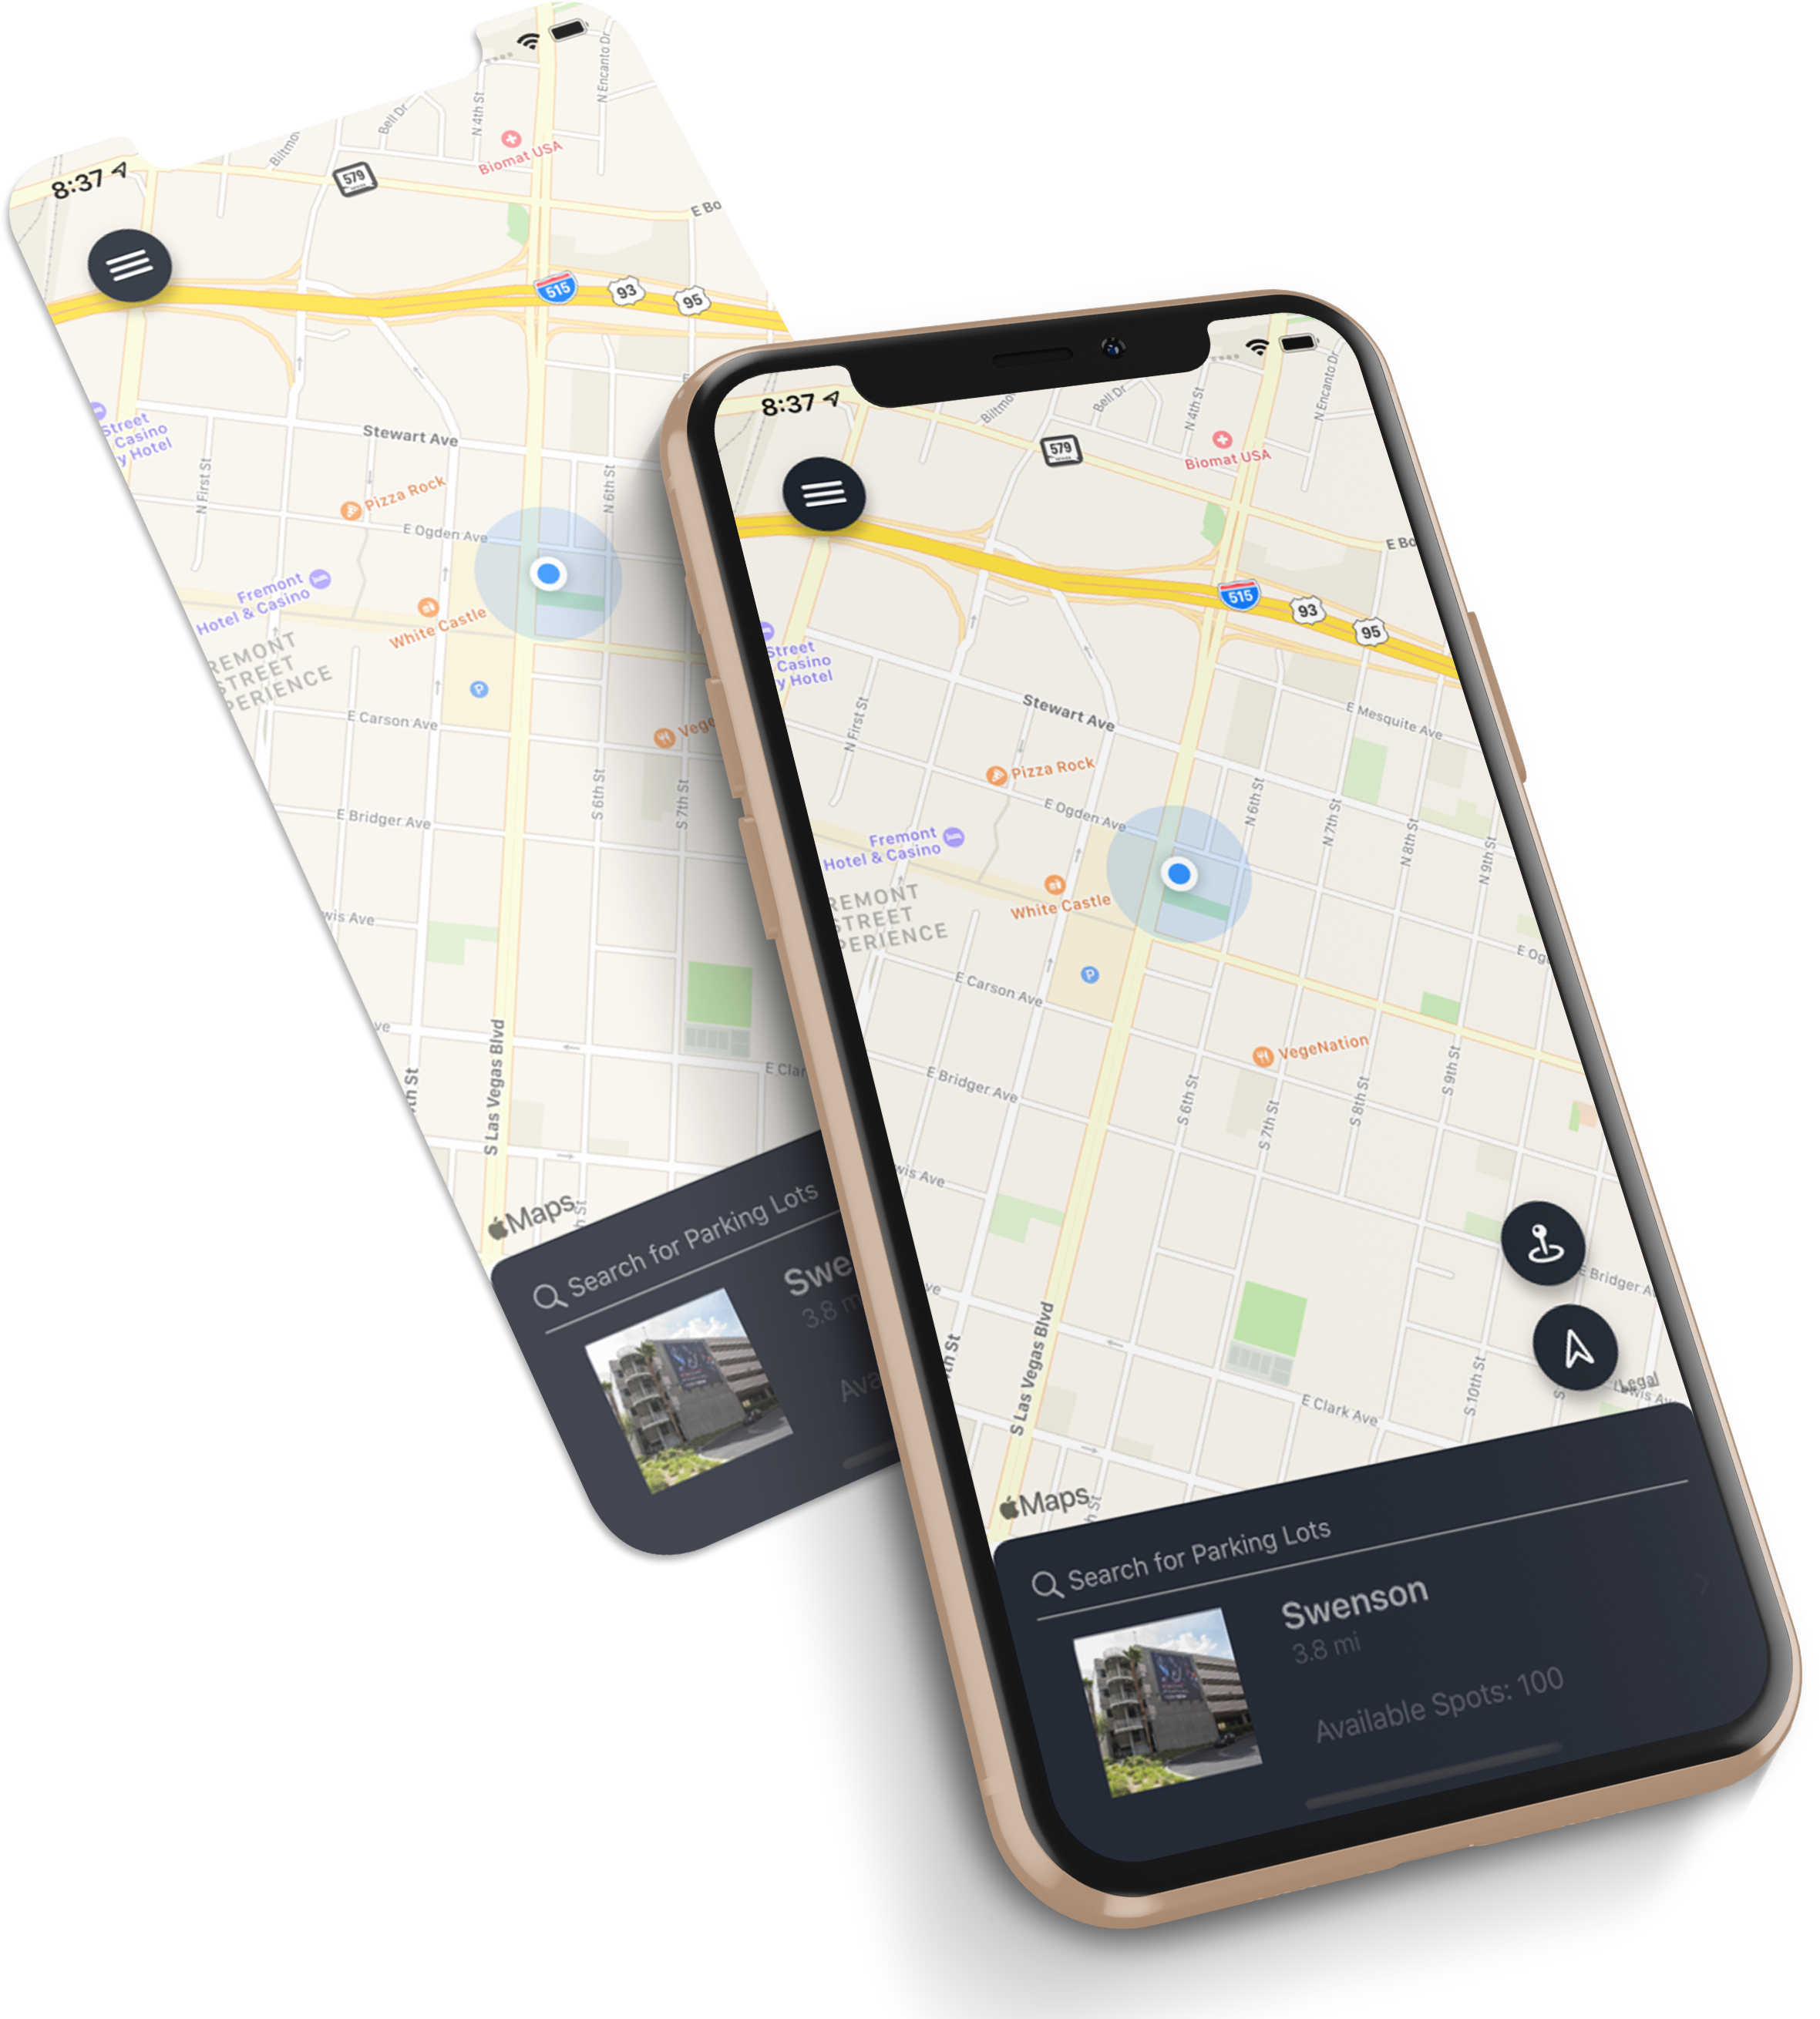 8:37
Biltmo
Bell Dr
N 4th St
N Encanto Dr
Biomat USA
579
E Bo
515
93
95
E
Street
Casino
y Hotel
Stewart Ave
N First St
Pizza Rock
N 6th St
E Ogden Ave
Fremont
Hotel & Casino
White Castle
REMONT
STREET
PERIENCE
P
E Carson Ave
Vege
E Bridger Ave
S 6th St
S 7th St
wis Ave
ve
th St
S Las Vegas Blvd
E Clar
Maps
h St
Search for Parking Lots
Swe
3.8 m
Ava
8:37
Biltmo
Bell Dr
N 4th St
N Encanto Dr
579
Biomat USA
E Bo
515
93
95
Street
Casino
y Hotel
N First St
Stewart Ave
E Mesquite Ave
Pizza Rock
E Ogden Ave
N 6th St
N 7th St
N 8th St
N 9th St
Fremont
Hotel & Casino
White Castle
REMONT
STREET
PERIENCE
E Og
P
E Carson Ave
VegeNation
E Bridger Ave
S 6th St
S 7th St
S 8th St
S 9th St
wis Ave
E Bridger A
ve
th St
S Las Vegas Blvd
E Clark Ave
S 10th St
S
Legal
Lewis Av
Maps
h St
Search for Parking Lots
Swenson
3.8 mi
Available Spots: 100